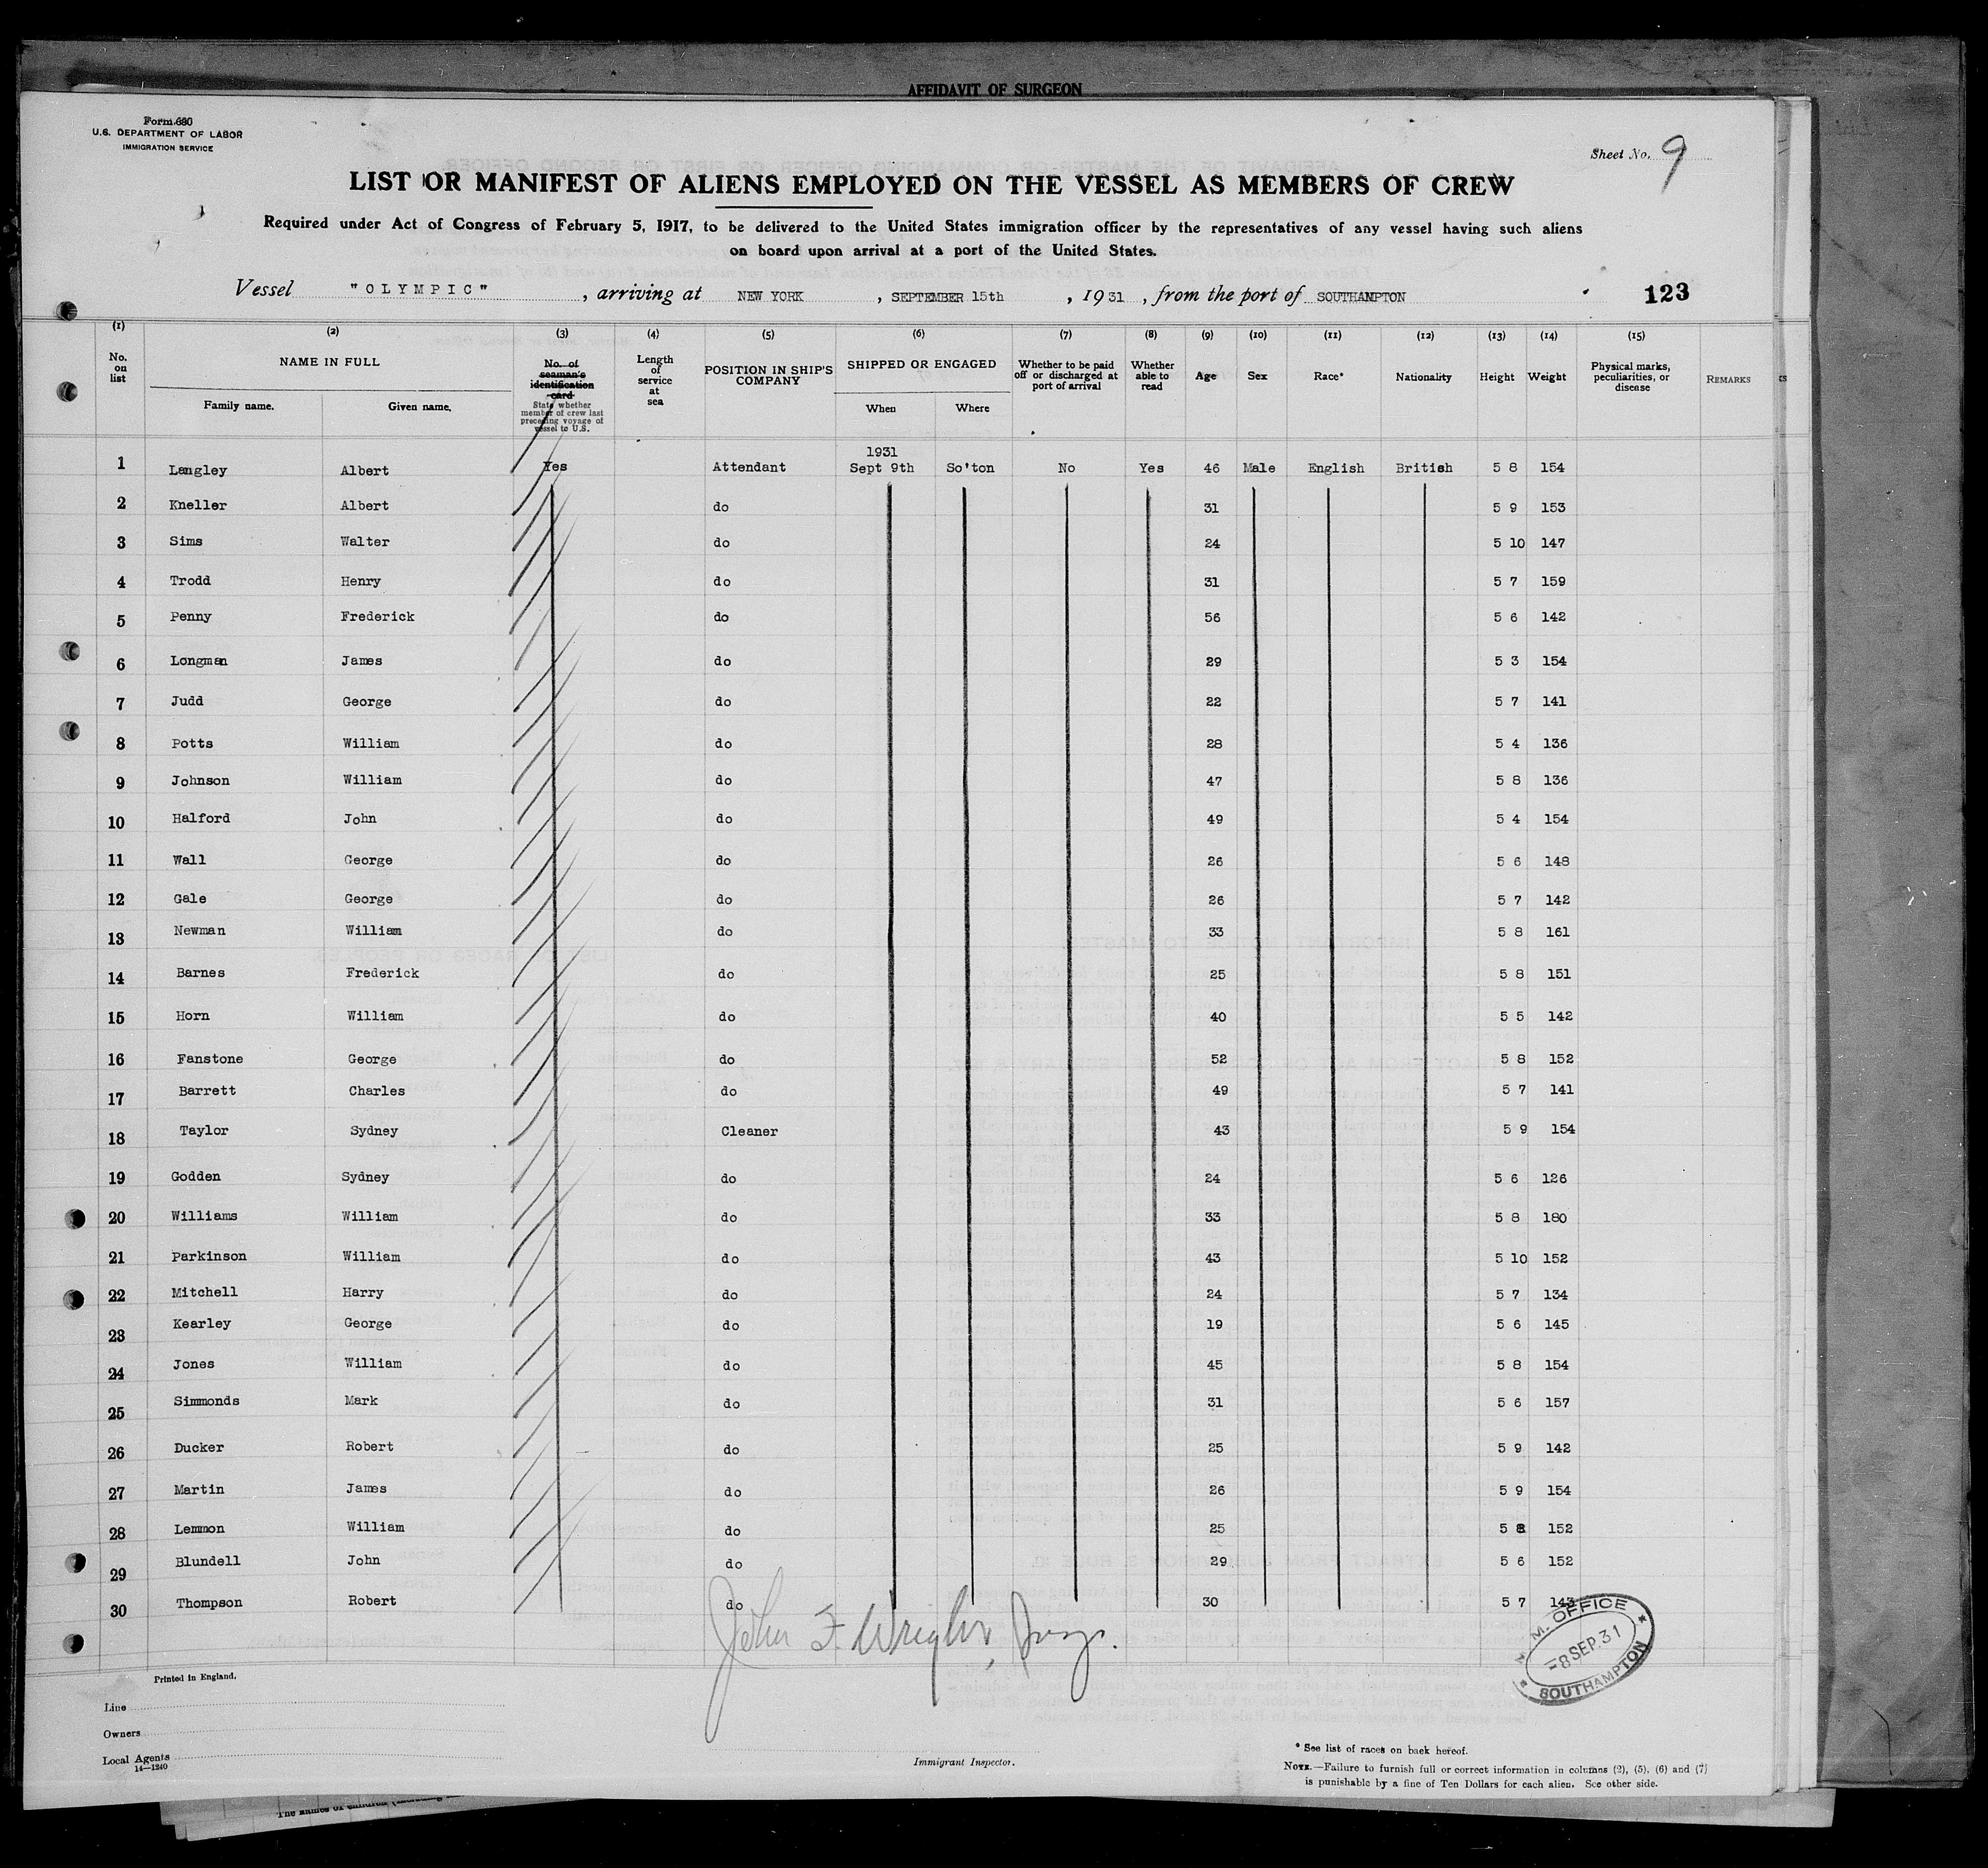 AFFIDAVIT OF SURGEON
Form 680
U.S. DEPARTMENT OF LABOR
IMMIGRATION SERVICE
Sheet No. 9
LIST OR MANIFEST OF ALIENS EMPLOYED ON THE VESSEL AS MEMBERS OF CREW
Required under Act of Congress of February 5, 1917, to be delivered to the United States immigration officer by the representatives of any vessel having such aliens
on board upon arrival at a port of the United States.
Vessel "OLYMPIC", arriving at NEW YORK, SEPTEMBER 15th, 1931, from the port of SOUTHAMPTON 123
(1) (2) (3) (4) (5) (6) (7) (8) (9) (10) (11) (12) (13) (14) (15)
No. on list NAME IN FULL Family name. Given name. No. of seaman's identification card State whether member of crew last preceding voyage of vessel to U.S. Length of service at sea POSITION IN SHIP'S COMPANY SHIPPED OR ENGAGED When Where Whether to be paid off or discharged at port of arrival Whether able to read Age Sex Race* Nationality Height Weight Physical marks, peculiarities, or disease REMARKS
1931
1 Langley Albert Yes Attendant Sept 9th So'ton No Yes 46 Male English British 5 8 154
2 Kneller Albert do 31 5 9 153
3 Sims Walter do 24 5 10 147
4 Trodd Henry do 31 5 7 159
5 Penny Frederick do 56 5 6 142
6 Longman James do 29 5 3 154
7 Judd George do 22 5 7 141
8 Potts William do 28 5 4 136
9 Johnson William do 47 5 8 136
10 Halford John do 49 5 4 154
11 Wall George do 26 5 6 148
12 Gale George do 26 5 7 142
13 Newman William do 33 5 8 161
14 Barnes Frederick do 25 5 8 151
15 Horn William do 40 5 5 142
16 Fanstone George do 52 5 8 152
17 Barrett Charles do 49 5 7 141
18 Taylor Sydney Cleaner 43 5 9 154
19 Godden Sydney do 24 5 6 126
20 Williams William do 33 5 8 180
21 Parkinson William do 43 5 10 152
22 Mitchell Harry do 24 5 7 134
23 Kearley George do 19 5 6 145
24 Jones William do 45 5 8 154
25 Simmonds Mark do 31 5 6 157
26 Ducker Robert do 25 5 9 142
27 Martin James do 26 5 9 154
28 Lemmon William do 25 5 8 152
29 Blundell John do 29 5 6 152
30 Thompson Robert do 30 5 7 143
John F. Wright,
M. M. OFFICE
-8 SEP.31
SOUTHAMPTON
Printed in England.
Line
Owners
Local Agents
14—1240
Immigrant Inspector.
* See list of races on back hereof.
NOTE.—Failure to furnish full or correct information in columns (2), (5), (6) and (7)
is punishable by a fine of Ten Dollars for each alien. See other side.